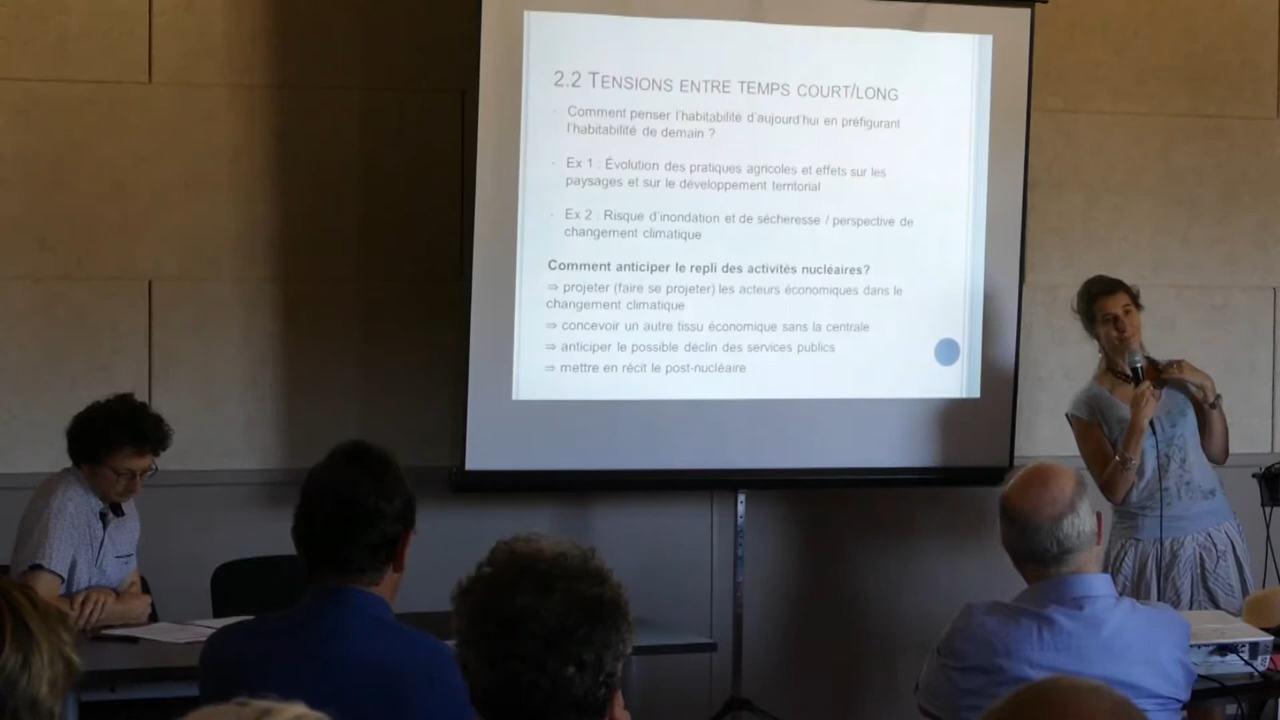 2.2 TENSIONS ENTRE TEMPS COURT/LONG
Comment penser l'habitabilité d'aujourd'hui en préfigurant
l'habitabilité de demain ?
Ex 1 : Évolution des pratiques agricoles et effets sur les
paysages et sur le développement territorial
Ex 2 : Risque d'inondation et de sécheresse / perspective de
changement climatique
Comment anticiper le repli des activités nucléaires?
⇒ projeter (faire se projeter) les acteurs économiques dans le
changement climatique
⇒ concevoir un autre tissu économique sans la centrale
⇒ anticiper le possible déclin des services publics
⇒ mettre en récit le post-nucléaire